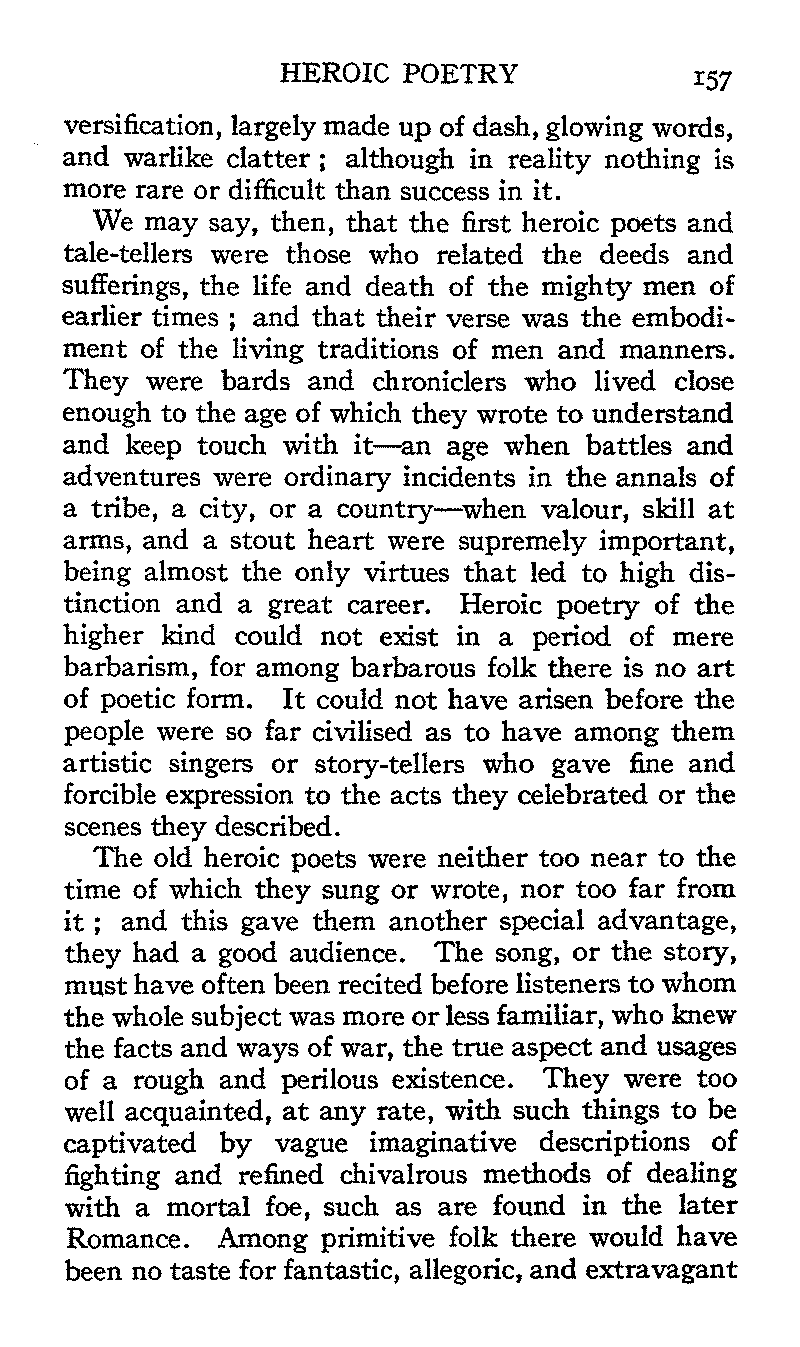 HEROIC POETRY 157
versification, largely made up of dash, glowing words,
and warlike clatter ; although in reality nothing is
more rare or difficult than success in it.
We may say, then, that the first heroic poets and
tale-tellers were those who related the deeds and
sufferings, the life and death of the mighty men of
earlier times ; and that their verse was the embodi-
ment of the living traditions of men and manners.
They were bards and chroniclers who lived close
enough to the age of which they wrote to understand
and keep touch with it—an age when battles and
adventures were ordinary incidents in the annals of
a tribe, a city, or a country—when valour, skill at
arms, and a stout heart were supremely important,
being almost the only virtues that led to high dis-
tinction and a great career. Heroic poetry of the
higher kind could not exist in a period of mere
barbarism, for among barbarous folk there is no art
of poetic form. It could not have arisen before the
people were so far civilised as to have among them
artistic singers or story-tellers who gave fine and
forcible expression to the acts they celebrated or the
scenes they described.
The old heroic poets were neither too near to the
time of which they sung or wrote, nor too far from
it ; and this gave them another special advantage,
they had a good audience. The song, or the story,
must have often been recited before listeners to whom
the whole subject was more or less familiar, who knew
the facts and ways of war, the true aspect and usages
of a rough and perilous existence. They were too
well acquainted, at any rate, with such things to be
captivated by vague imaginative descriptions of
fighting and refined chivalrous methods of dealing
with a mortal foe, such as are found in the later
Romance. Among primitive folk there would have
been no taste for fantastic, allegoric, and extravagant